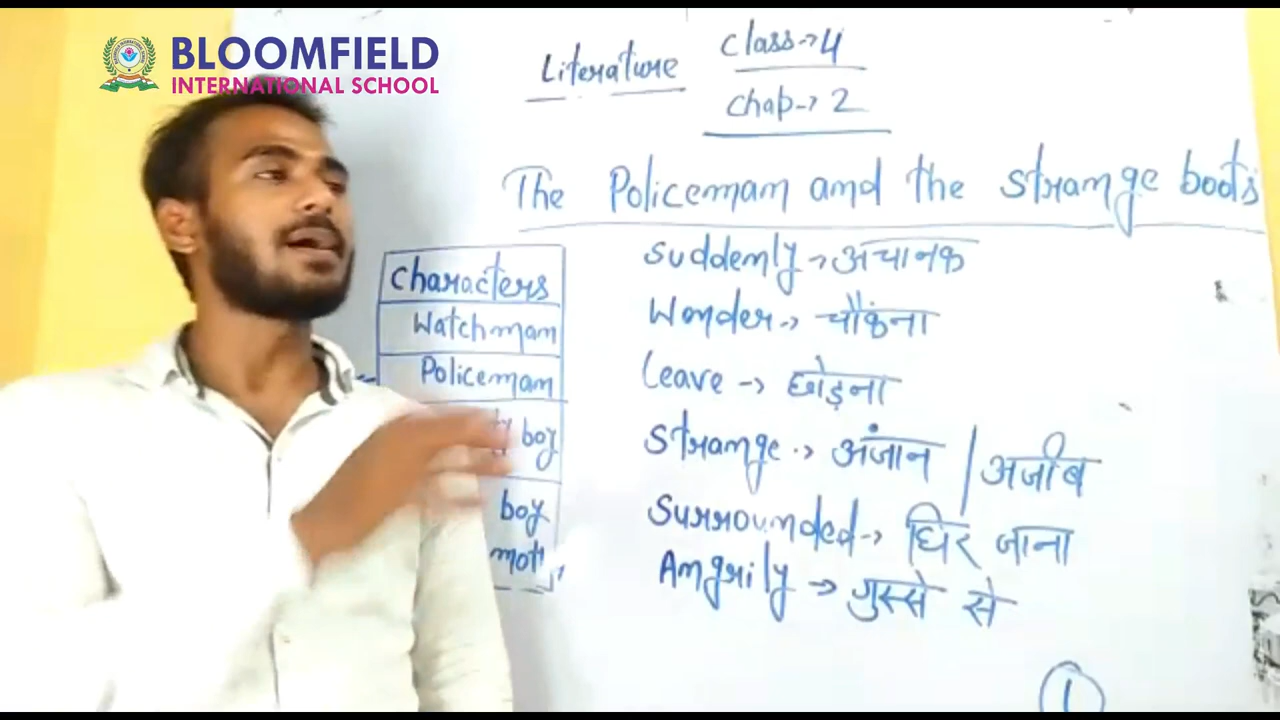 BLOOMFIELD
INTERNATIONAL SCHOOL
Literature
Class→4
Chap→2
The Policeman and the strange boots
Characters
Watchman
Policeman
boy
boy
Suddenly→अचानक
Wonder→चौकंना
Leave→छोड़ना
Strange→अंजान / अजीब
Surrounded→घिर जाना
Angrily→गुस्से से
1